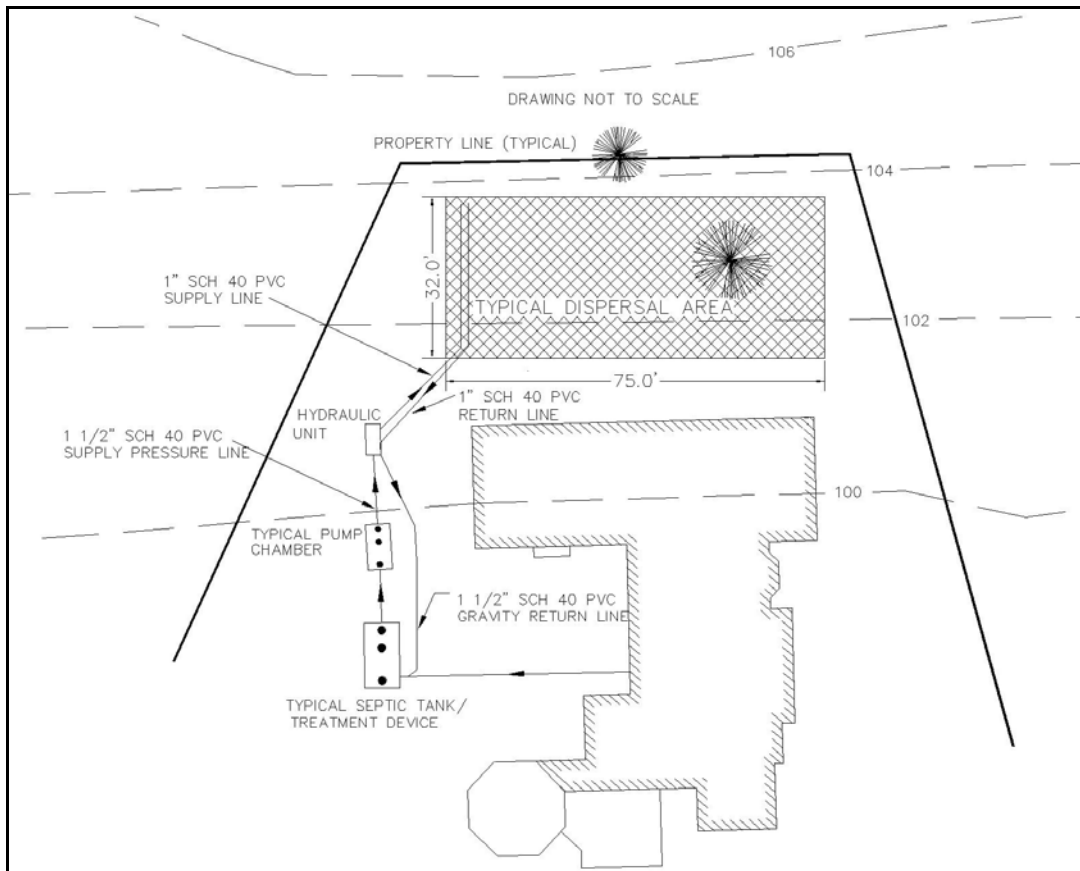 106
DRAWING NOT TO SCALE
PROPERTY LINE (TYPICAL)
104
1" SCH 40 PVC
SUPPLY LINE
32.0'
TYPICAL DISPERSAL AREA
102
75.0'
1" SCH 40 PVC
RETURN LINE
HYDRAULIC
UNIT
1 1/2" SCH 40 PVC
SUPPLY PRESSURE LINE
100
TYPICAL PUMP
CHAMBER
1 1/2" SCH 40 PVC
GRAVITY RETURN LINE
TYPICAL SEPTIC TANK/
TREATMENT DEVICE